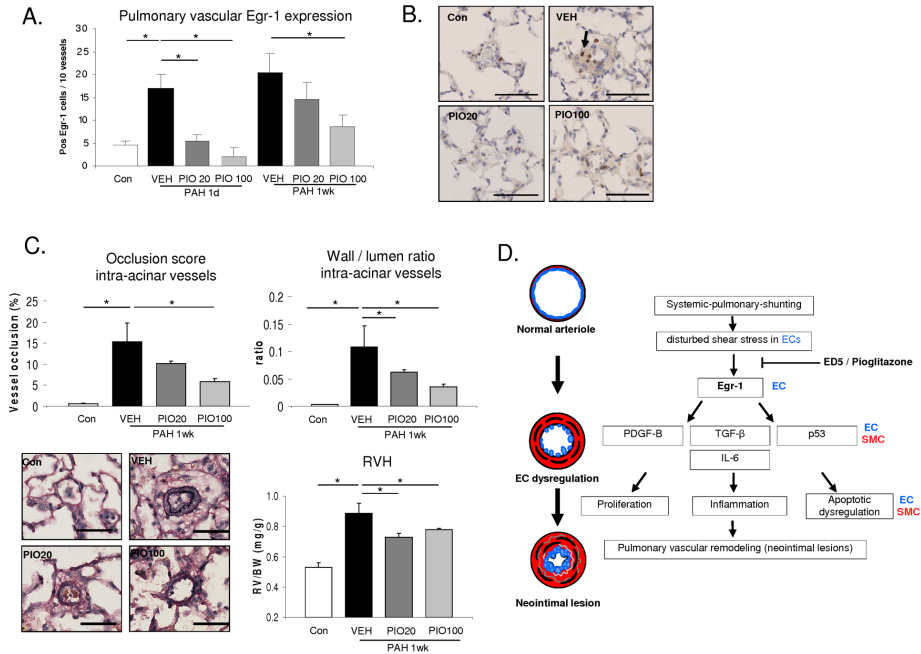 A.
Pulmonary vascular Egr-1 expression
Pos Egr-1 cells / 10 vessels
30
25
20
15
10
5
0
* * * *
Con VEH PIO 20 PIO 100 VEH PIO 20 PIO 100
PAH 1d PAH 1wk
B.
Con VEH
PIO20 PIO100
C.
Occlusion score
intra-acinar vessels
Vessel occlusion (%)
25
20
15
10
5
0
* *
Con VEH PIO20 PIO100
PAH 1wk
Wall / lumen ratio
intra-acinar vessels
ratio
0.2
0.15
0.1
0.05
0
* * *
Con VEH PIO20 PIO100
PAH 1wk
Con VEH
PIO20 PIO100
RVH
RV/BW (mg/g)
1.0
0.8
0.6
0.4
0.2
* * *
Con VEH PIO20 PIO100
PAH 1wk
D.
Normal arteriole
EC dysregulation
Neointimal lesion
Systemic-pulmonary-shunting
disturbed shear stress in ECs
ED5 / Pioglitazone
Egr-1 EC
PDGF-B TGF-β p53 EC
SMC
IL-6
Proliferation Inflammation Apoptotic
dysregulation
EC
SMC
Pulmonary vascular remodeling (neointimal lesions)